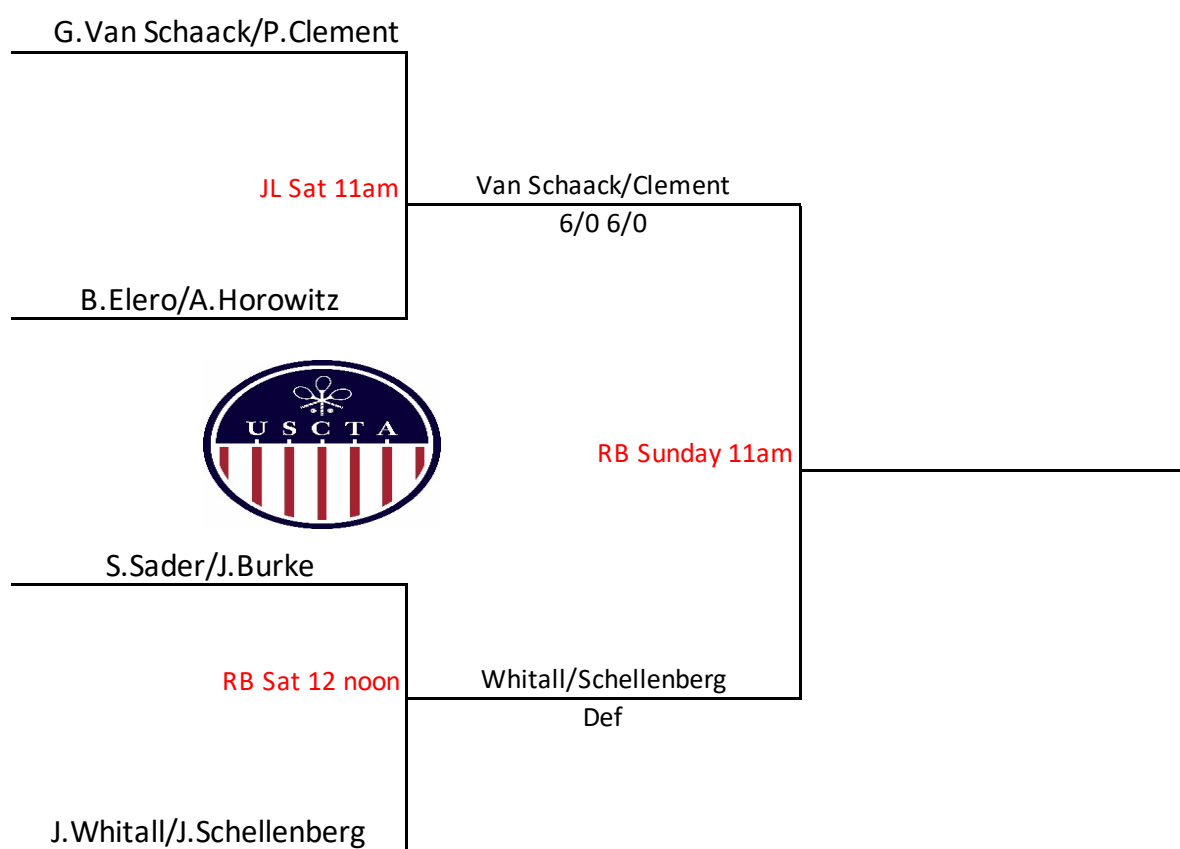 G.Van Schaack/P.Clement
JL Sat 11am
Van Schaack/Clement
6/0 6/0
B.Elero/A.Horowitz
USCTA
RB Sunday 11am
S.Sader/J.Burke
RB Sat 12 noon
Whitall/Schellenberg
Def
J.Whitall/J.Schellenberg